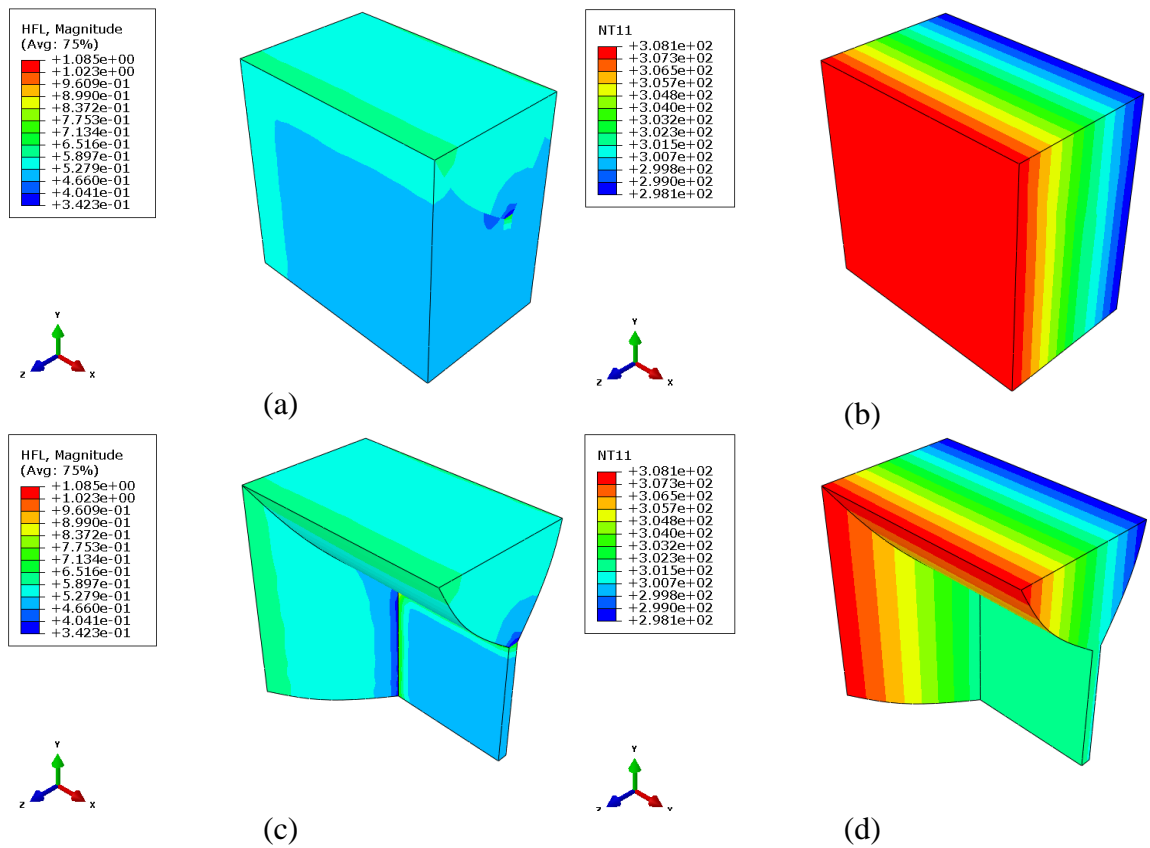 HFL, Magnitude
(Avg: 75%)
+1.085e+00
+1.023e+00
+9.609e-01
+8.990e-01
+8.372e-01
+7.753e-01
+7.134e-01
+6.516e-01
+5.897e-01
+5.279e-01
+4.660e-01
+4.041e-01
+3.423e-01
Y
Z
X
(a)
NT11
+3.081e+02
+3.073e+02
+3.065e+02
+3.057e+02
+3.048e+02
+3.040e+02
+3.032e+02
+3.023e+02
+3.015e+02
+3.007e+02
+2.998e+02
+2.990e+02
+2.981e+02
Y
Z
X
(b)
HFL, Magnitude
(Avg: 75%)
+1.085e+00
+1.023e+00
+9.609e-01
+8.990e-01
+8.372e-01
+7.753e-01
+7.134e-01
+6.516e-01
+5.897e-01
+5.279e-01
+4.660e-01
+4.041e-01
+3.423e-01
Y
Z
X
(c)
NT11
+3.081e+02
+3.073e+02
+3.065e+02
+3.057e+02
+3.048e+02
+3.040e+02
+3.032e+02
+3.023e+02
+3.015e+02
+3.007e+02
+2.998e+02
+2.990e+02
+2.981e+02
Y
Z
X
(d)